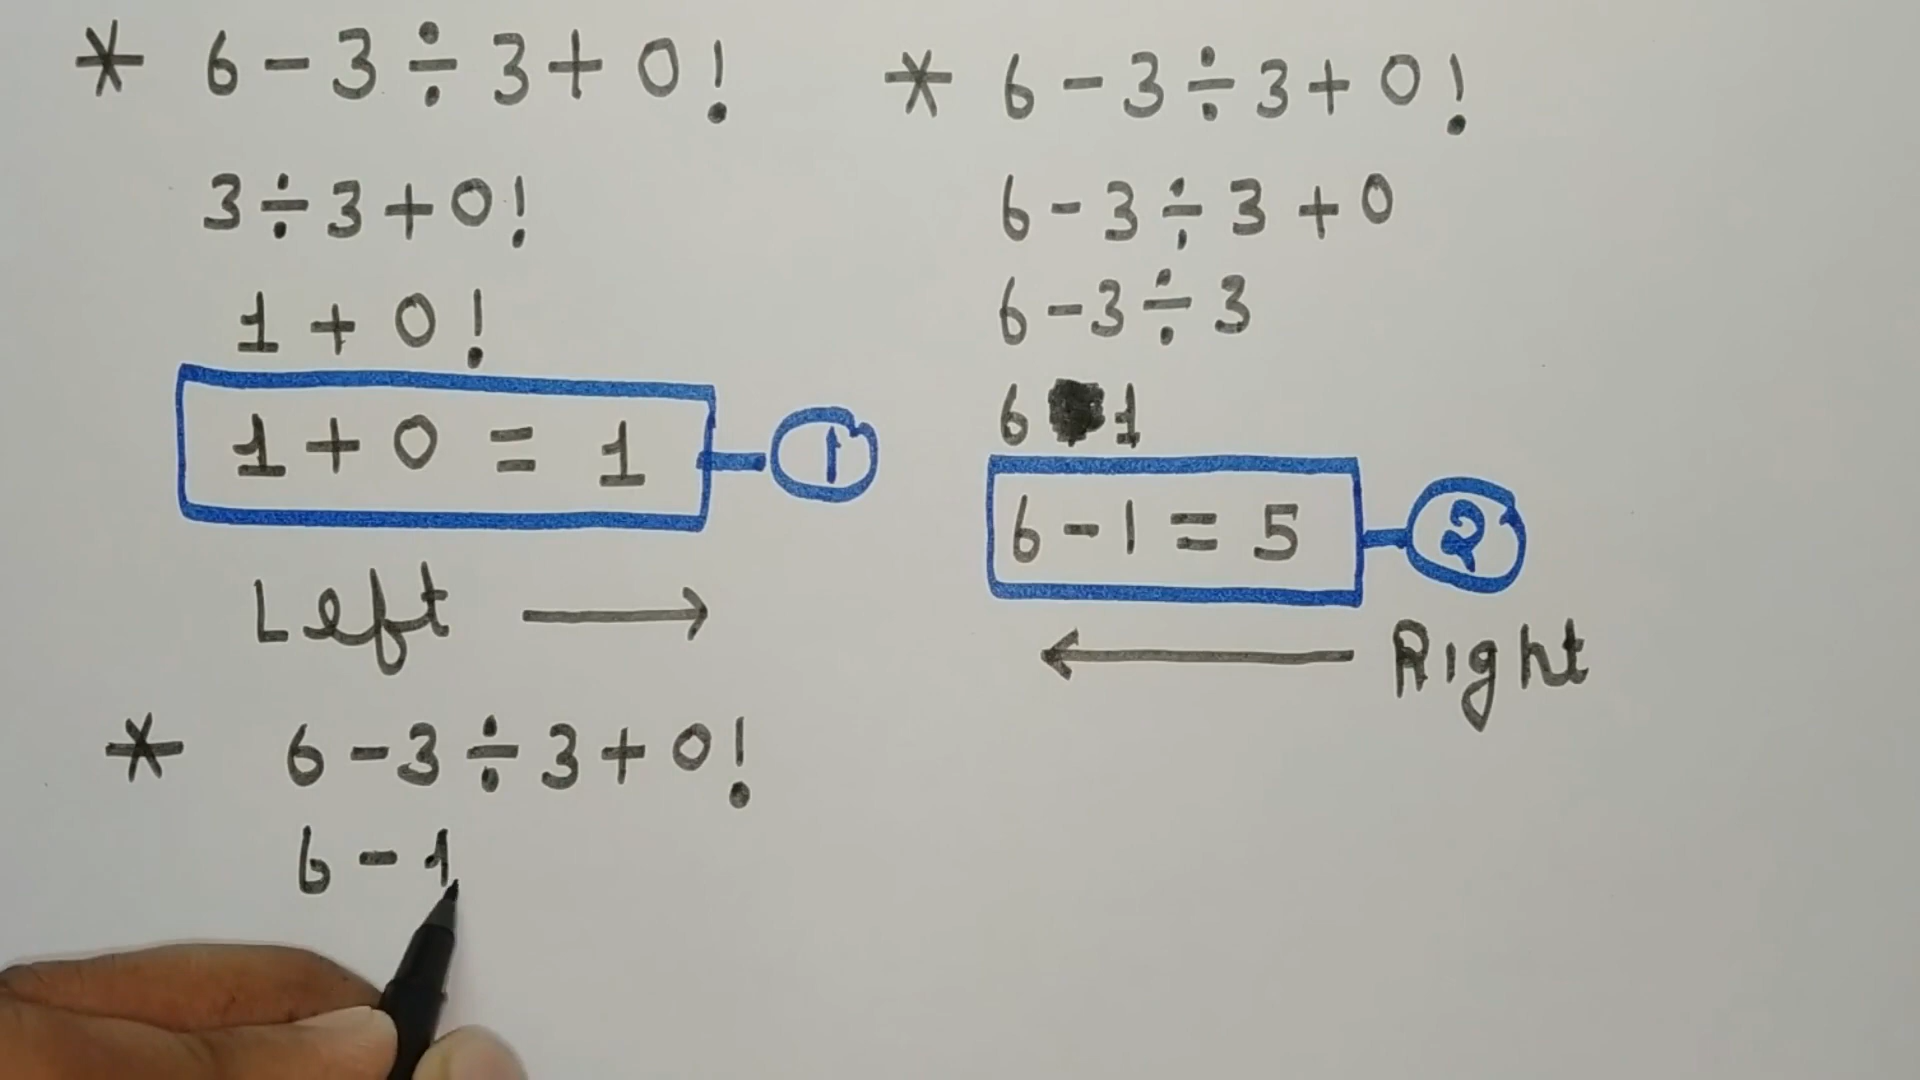 * 6 - 3 ÷ 3 + 0!
3 ÷ 3 + 0!
1 + 0!
1 + 0 = 1
1
Left →
* 6 - 3 ÷ 3 + 0!
6 - 3 ÷ 3 + 0
6 - 3 ÷ 3
6 1
6 - 1 = 5
2
← Right
* 6 - 3 ÷ 3 + 0!
6 - 1